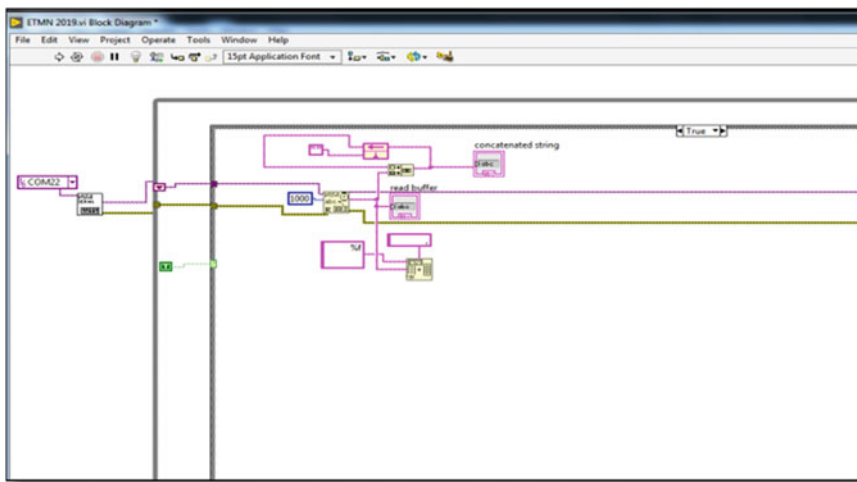 ETMN 2019.vi Block Diagram *
File Edit View Project Operate Tools Window Help
15pt Application Font
True
concatenated string
COM22
read buffer
1000